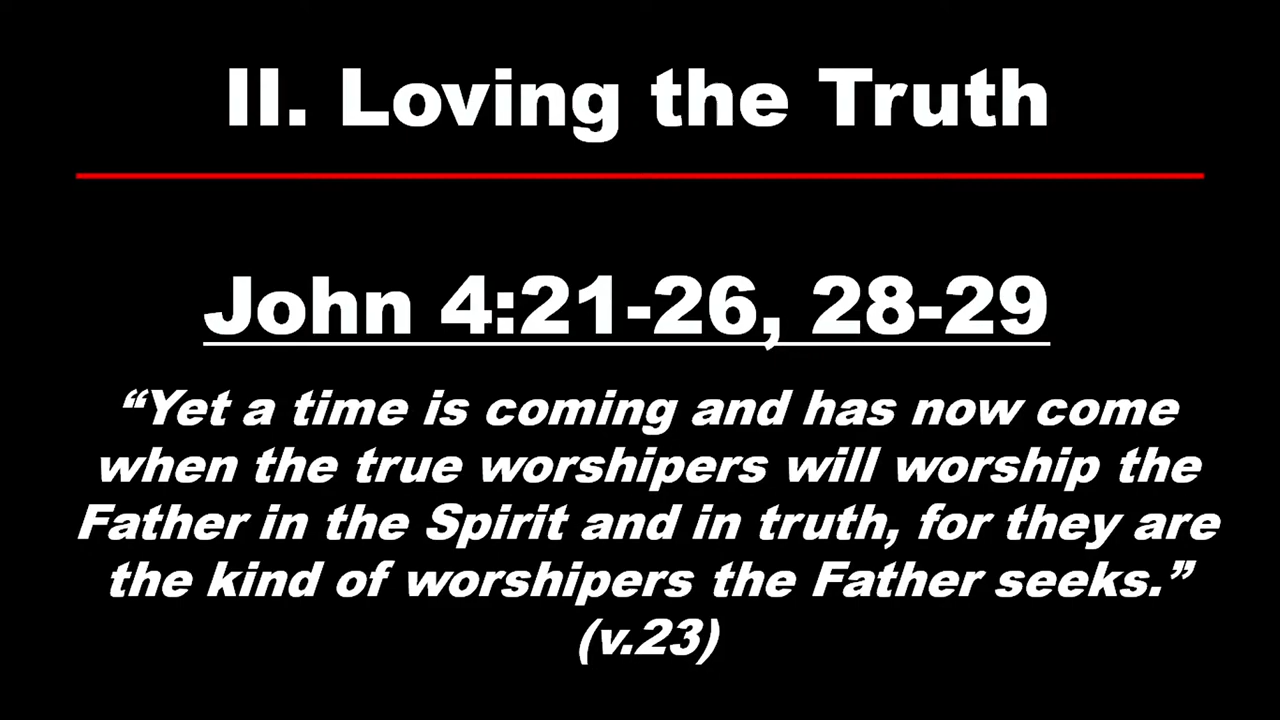 II. Loving the Truth
John 4:21-26, 28-29
“Yet a time is coming and has now come
when the true worshipers will worship the
Father in the Spirit and in truth, for they are
the kind of worshipers the Father seeks.”
(v.23)